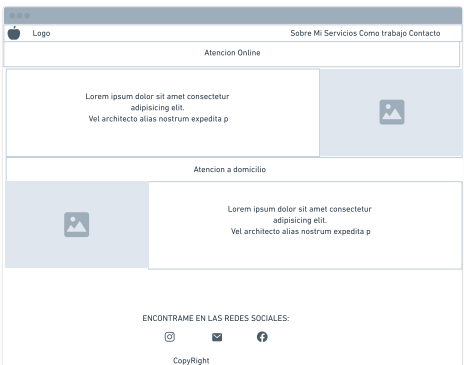 Logo
Sobre Mi Servicios Como trabajo Contacto
Atencion Online
Lorem ipsum dolor sit amet consectetur
adipisicing elit.
Vel architecto alias nostrum expedita p
Atencion a domicilio
Lorem ipsum dolor sit amet consectetur
adipisicing elit.
Vel architecto alias nostrum expedita p
ENCONTRAME EN LAS REDES SOCIALES:
CopyRight